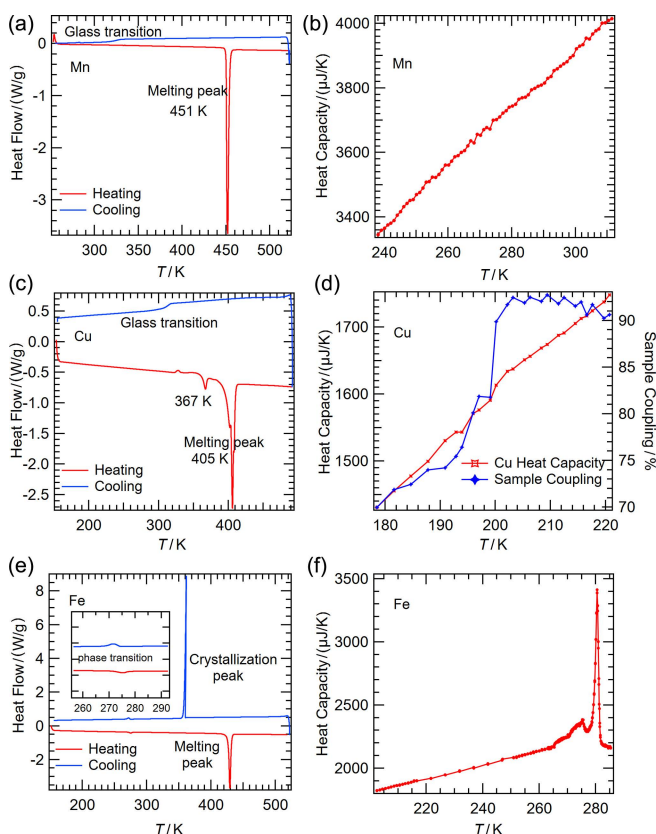 (a)
Glass transition
Mn
Melting peak
451 K
Heating
Cooling
Heat Flow/(W/g)
0
-1
-2
-3
300
350
400
450
500
T / K
(b)
Mn
Heat Capacity/(μJ/K)
4000
3800
3600
3400
240
260
280
300
T / K
(c)
Cu
Glass transition
367 K
Melting peak
405 K
Heating
Cooling
Heat Flow/(W/g)
0.5
0.0
-0.5
-1.0
-1.5
-2.0
-2.5
200
300
400
T / K
(d)
Cu
Cu Heat Capacity
Sample Coupling
Heat Capacity/(μJ/K)
1700
1600
1500
Sample Coupling / %
90
85
80
75
70
180
190
200
210
220
T / K
(e)
Fe
phase transition
260
270
280
290
Crystallization
peak
Melting
peak
Heating
Cooling
Heat Flow/(W/g)
8
6
4
2
0
-2
200
300
400
500
T / K
(f)
Fe
Heat Capacity/(μJ/K)
3500
3000
2500
2000
220
240
260
280
T / K